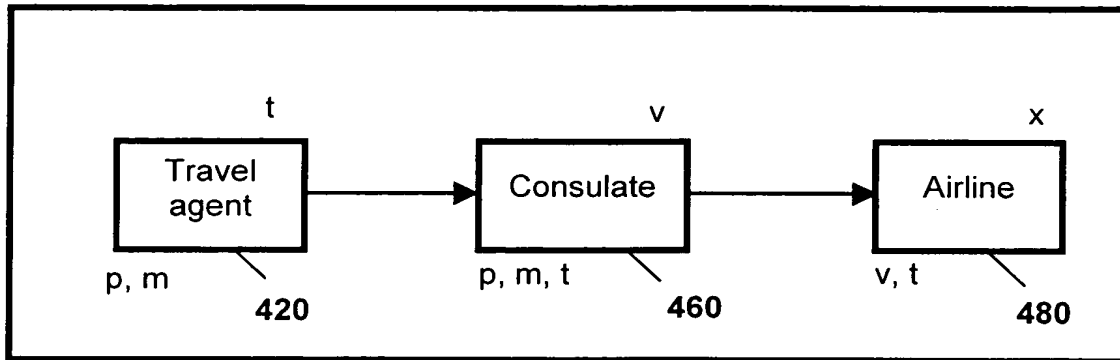 t
v
x
Travel
agent
Consulate
Airline
p, m
420
p, m, t
460
v, t
480